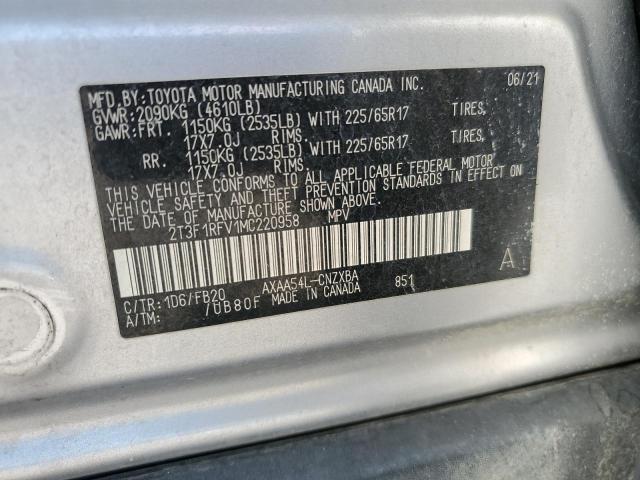 MFD.BY:TOYOTA MOTOR MANUFACTURING CANADA INC. 06/21
GVWR:2090KG (4610LB)
GAWR:FRT. 1150KG (2535LB) WITH 225/65R17 TIRES,
17X7.0J RIMS.
RR. 1150KG (2535LB) WITH 225/65R17 TIRES,
17X7.0J RIMS.
THIS VEHICLE CONFORMS TO ALL APPLICABLE FEDERAL MOTOR
VEHICLE SAFETY AND THEFT PREVENTION STANDARDS IN EFFECT ON
THE DATE OF MANUFACTURE SHOWN ABOVE.
2T3F1RFV1MC220958 MPV
A
C/TR: 1D6/FB20 AXAA54L-CNZXBA 851
A/TM: /UB80F MADE IN CANADA